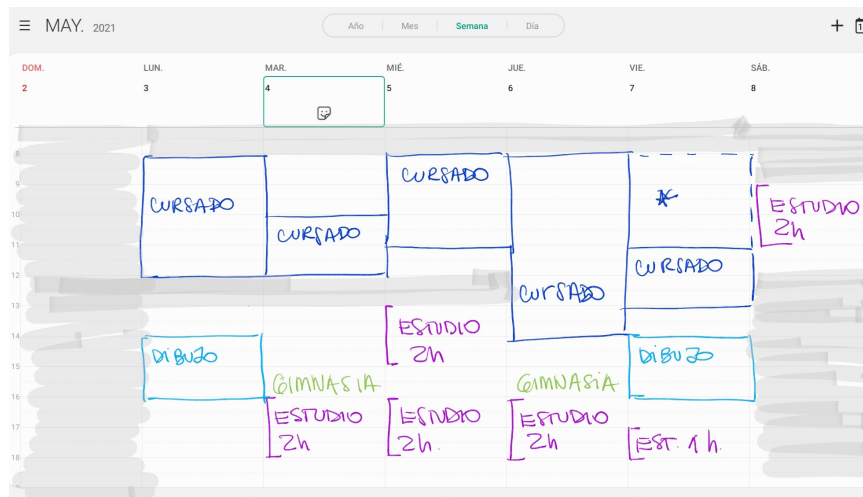 MAY. 2021
Año Mes Semana Día
DOM. LUN. MAR. MIÉ. JUE. VIE. SÁB.
2 3 4 5 6 7 8
8
9
10
11
12
13
14
15
16
17
18
CURSADO
DIBUJO
CURSADO
GIMNASIA
ESTUDIO
2h
CURSADO
ESTUDIO
2h
ESTUDIO
2h.
CURSADO
GIMNASIA
ESTUDIO
2h
CURSADO
DIBUJO
EST. 1 h.
ESTUDIO
2h